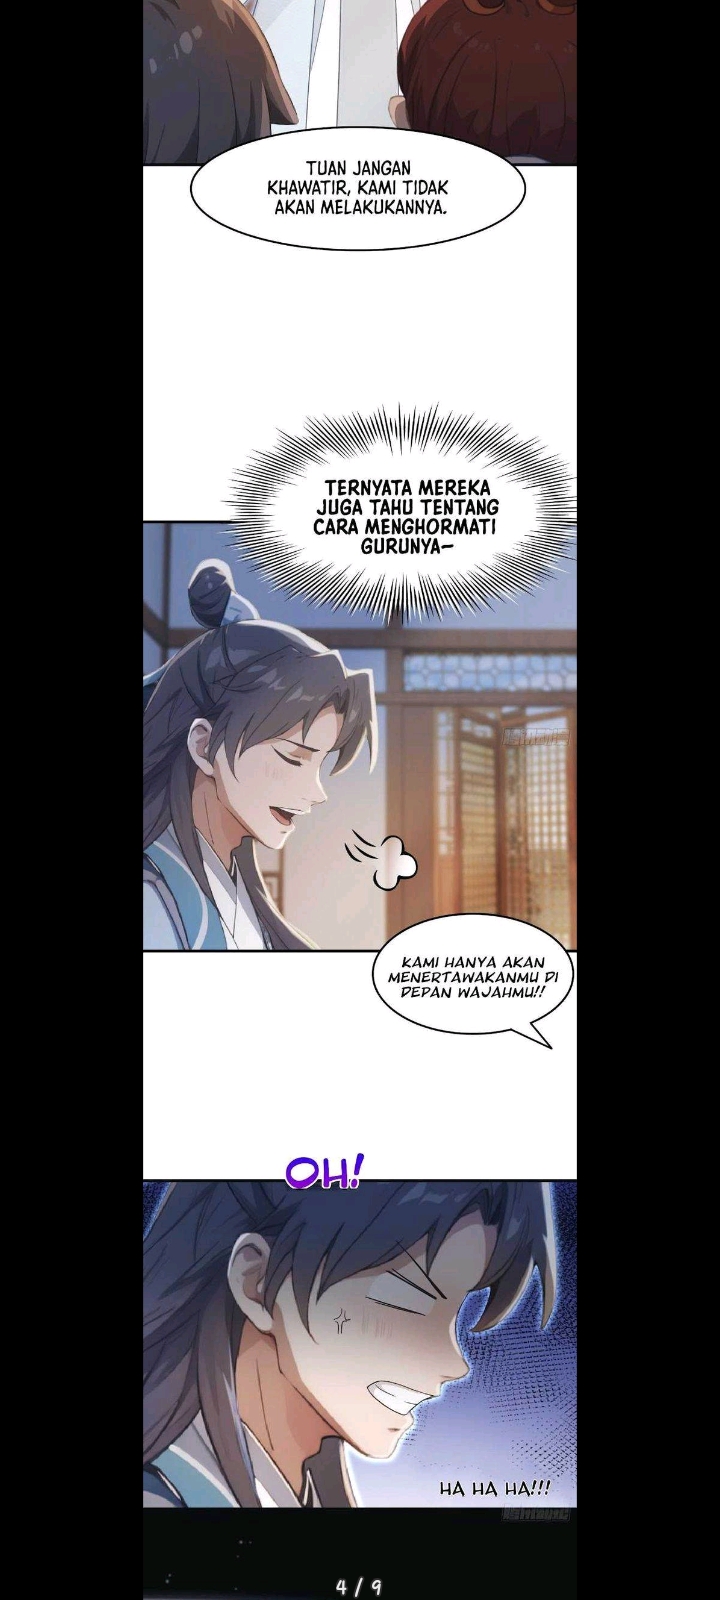 TUAN JANGAN
KHAWATIR, KAMI TIDAK
AKAN MELAKUKANNYA.
TERNYATA MEREKA
JUGA TAHU TENTANG
CARA MENGHORMATI
GURUNYA~
KAMI HANYA AKAN
MENERTAWAKANMU DI
DEPAN WAJAHMU!!
OH!
HA HA HA!!!
4 / 9